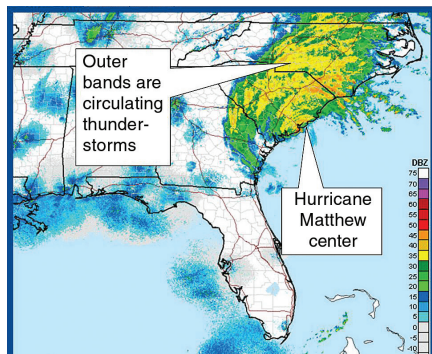 Outer
bands are
circulating
thunder-
storms
Hurricane
Matthew
center
DBZ
75
70
65
60
55
50
45
40
35
30
25
20
15
10
5
0
-5
-10